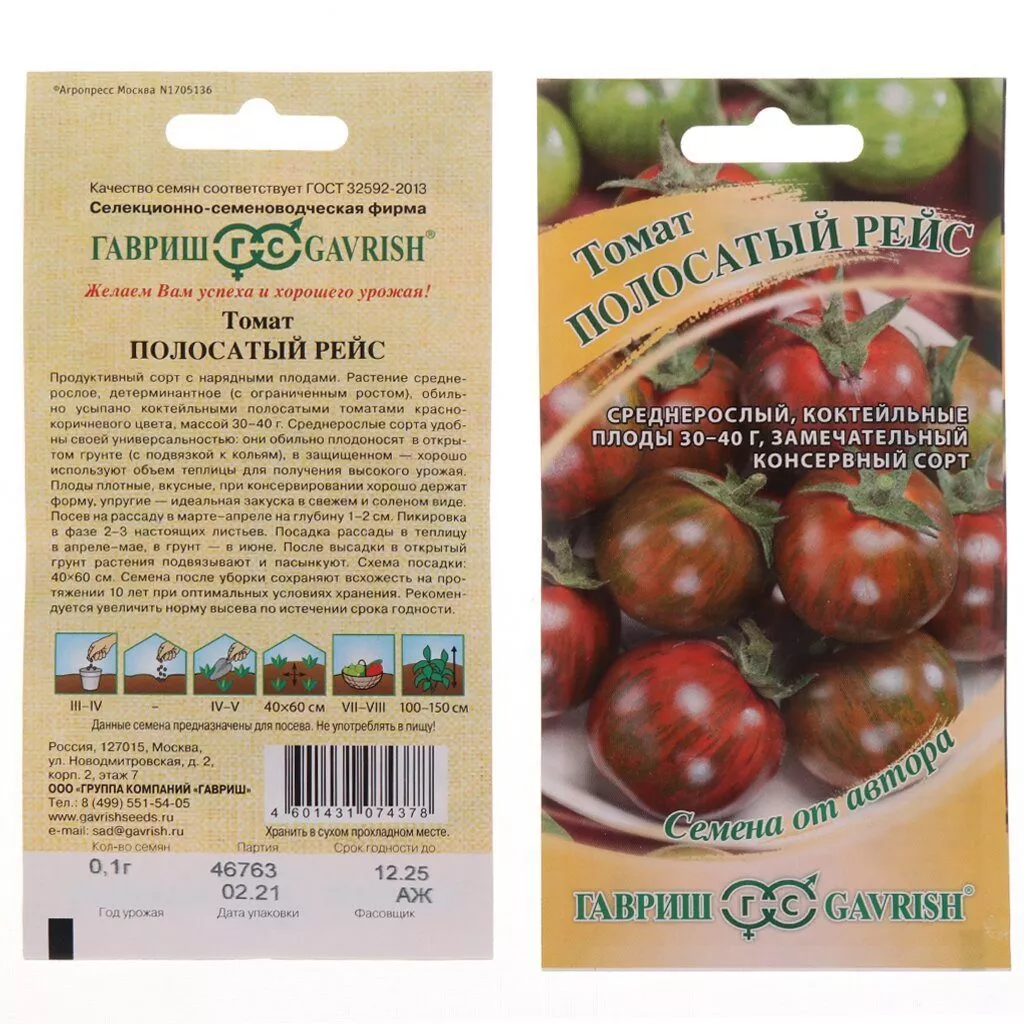 ©Агропресс Москва N1705136
Качество семян соответствует ГОСТ 32592-2013
Селекционно-семеноводческая фирма
ГАВРИШ ГС GAVRISH®
Желаем Вам успеха и хорошего урожая!
Томат
ПОЛОСАТЫЙ РЕЙС
Продуктивный сорт с нарядными плодами. Растение средне-
рослое, детерминантное (с ограниченным ростом), обиль-
но усыпано коктейльными полосатыми томатами красно-
коричневого цвета, массой 30–40 г. Среднерослые сорта удоб-
ны своей универсальностью: они обильно плодоносят в откры-
том грунте (с подвязкой к кольям), в защищенном — хорошо
используют объем теплицы для получения высокого урожая.
Плоды плотные, вкусные, при консервировании хорошо держат
форму, упругие — идеальная закуска в свежем и соленом виде.
Посев на рассаду в марте–апреле на глубину 1–2 см. Пикировка
в фазе 2–3 настоящих листьев. Посадка рассады в теплицу
в апреле-мае, в грунт — в июне. После высадки в открытый
грунт растения подвязывают и пасынкуют. Схема посадки:
40×60 см. Семена после уборки сохраняют всхожесть на про-
тяжении 10 лет при оптимальных условиях хранения. Рекомен-
дуется увеличить норму высева по истечении срока годности.
III–IV – IV–V 40×60 см VII–VIII 100–150 см
Данные семена предназначены для посева. Не употреблять в пищу!
Россия, 127015, Москва,
ул. Новодмитровская, д. 2,
корп. 2, этаж 7
ООО «ГРУППА КОМПАНИЙ «ГАВРИШ»
Тел.: 8 (499) 551-54-05
www.gavrishseeds.ru
e-mail: sad@gavrish.ru
4 601431 074378
Хранить в сухом прохладном месте.
Кол-во семян Партия Срок годности до
0,1г 46763 12.25
02.21 АЖ
Год урожая Дата упаковки Фасовщик
Томат
ПОЛОСАТЫЙ РЕЙС
СРЕДНЕРОСЛЫЙ, КОКТЕЙЛЬНЫЕ
ПЛОДЫ 30–40 Г, ЗАМЕЧАТЕЛЬНЫЙ
КОНСЕРВНЫЙ СОРТ
Семена от автора
ГАВРИШ ГС GAVRISH®